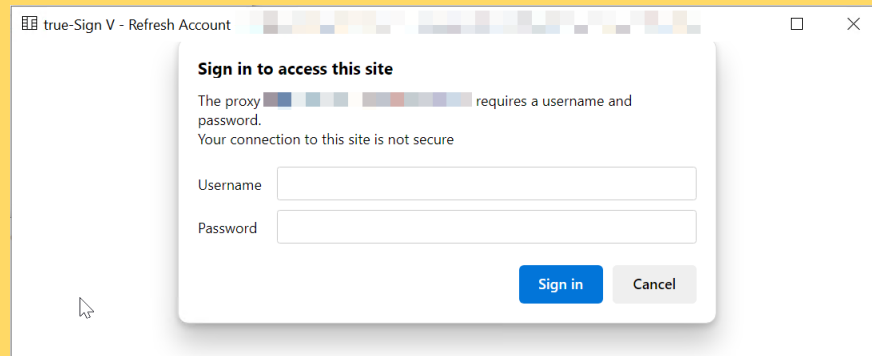 true-Sign V - Refresh Account
Sign in to access this site
The proxy requires a username and
password.
Your connection to this site is not secure
Username
Password
Sign in
Cancel